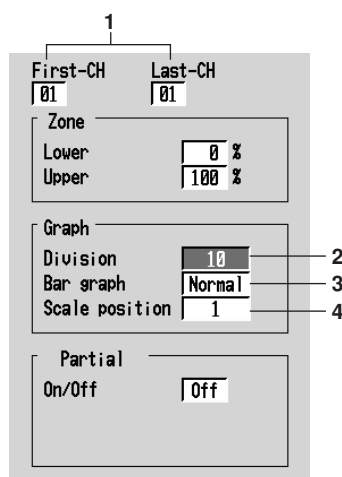 1
First-CH Last-CH
01 01
Zone
Lower 0 %
Upper 100 %
Graph
Division 10 2
Bar graph Normal 3
Scale position 1 4
Partial
On/Off Off